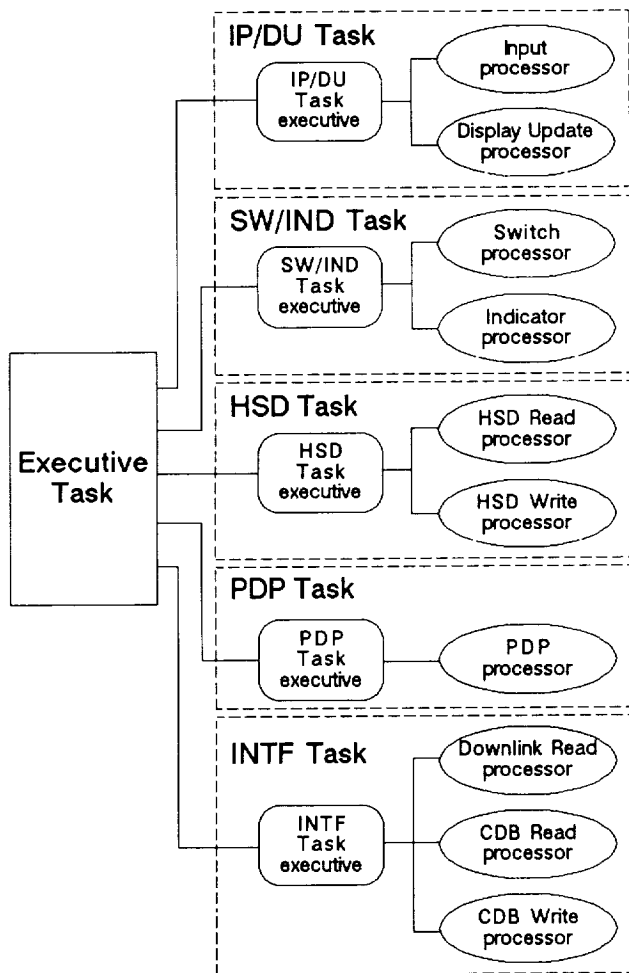 IP/DU Task
IP/DU
Task
executive
Input
processor
Display Update
processor
SW/IND Task
SW/IND
Task
executive
Switch
processor
Indicator
processor
Executive
Task
HSD Task
HSD
Task
executive
HSD Read
processor
HSD Write
processor
PDP Task
PDP
Task
executive
PDP
processor
INTF Task
INTF
Task
executive
Downlink Read
processor
CDB Read
processor
CDB Write
processor